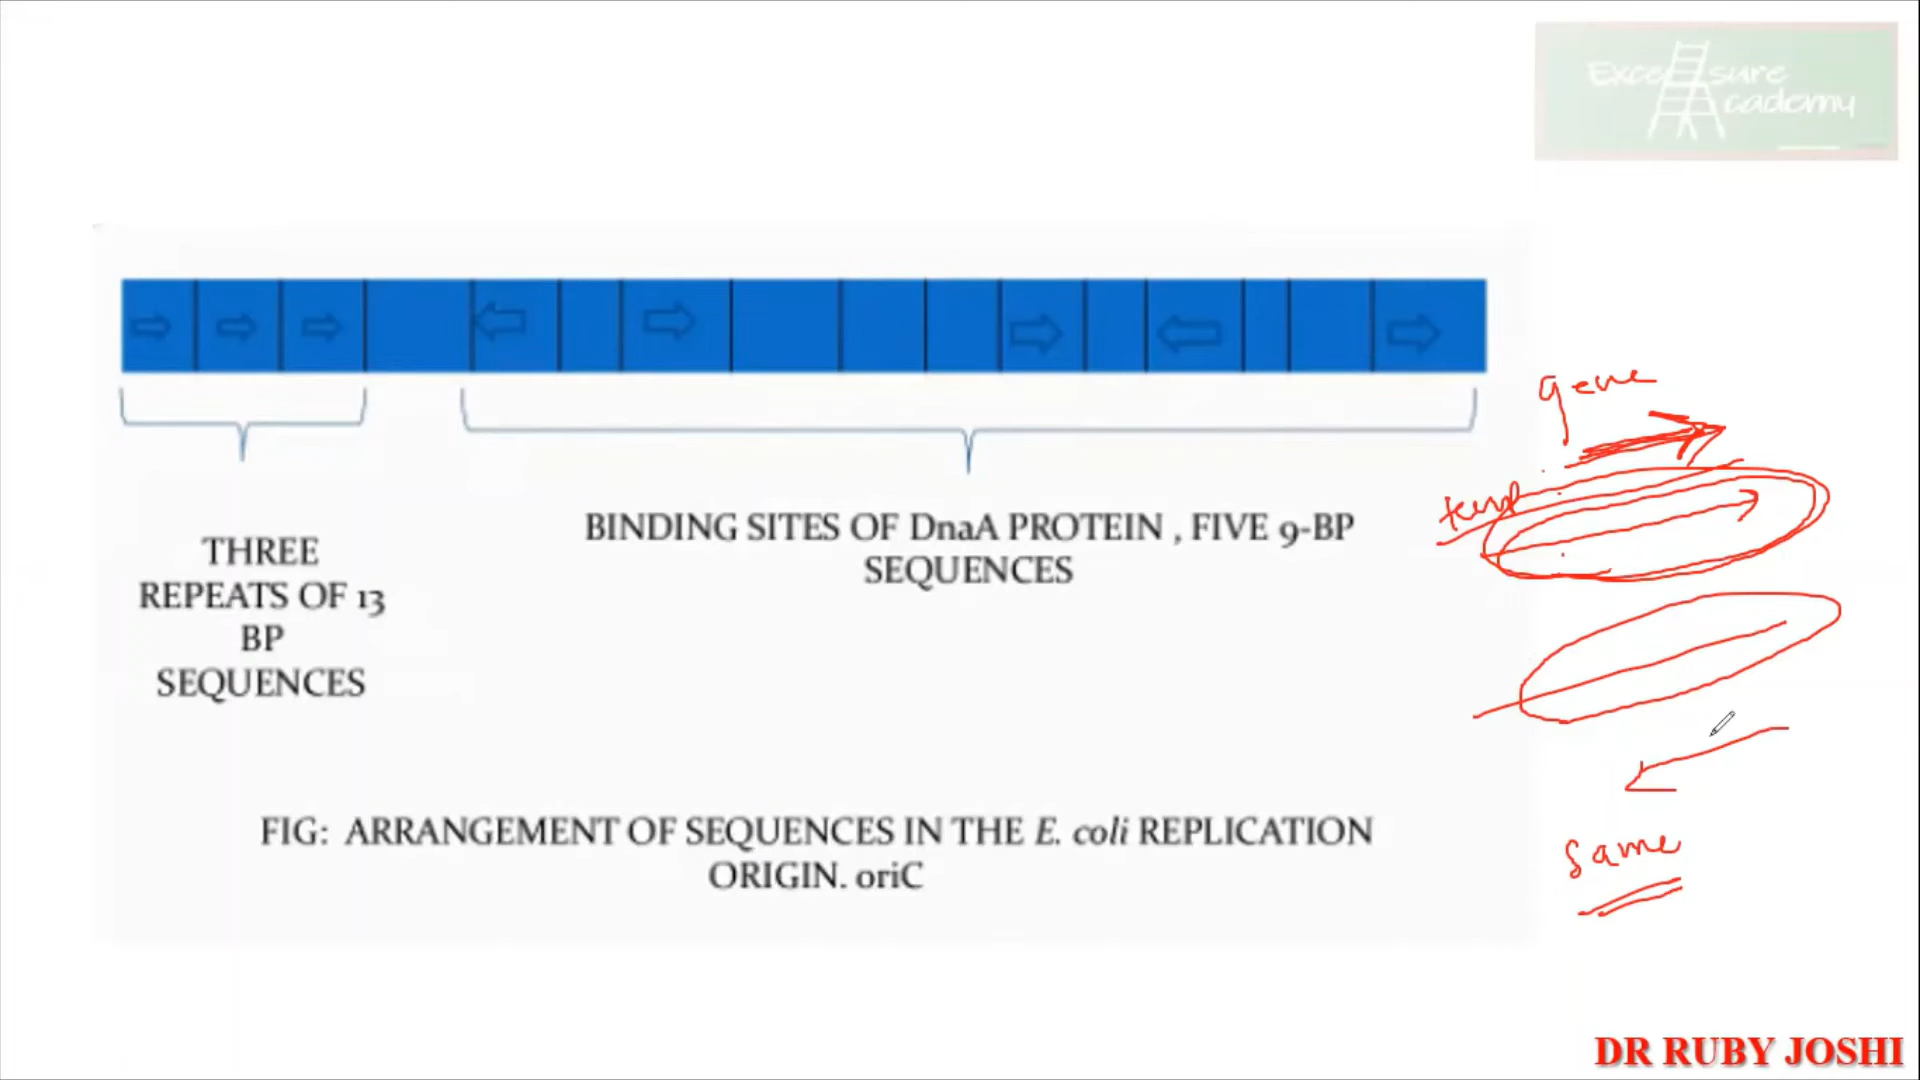 Excel sure
Academy
gene
temp
BINDING SITES OF DnaA PROTEIN , FIVE 9-BP
SEQUENCES
THREE
REPEATS OF 13
BP
SEQUENCES
FIG: ARRANGEMENT OF SEQUENCES IN THE E. coli REPLICATION
ORIGIN. oriC
Same
DR RUBY JOSHI